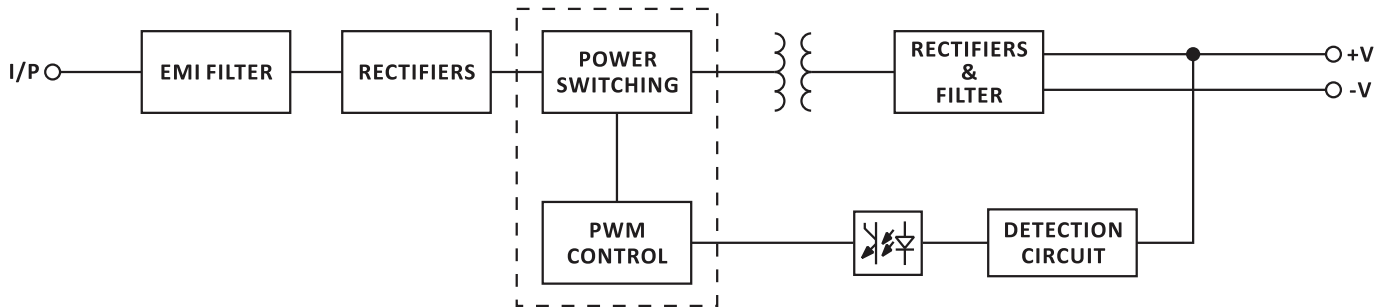 I/P
EMI FILTER
RECTIFIERS
POWER
SWITCHING
RECTIFIERS
&
FILTER
+V
-V
PWM
CONTROL
DETECTION
CIRCUIT